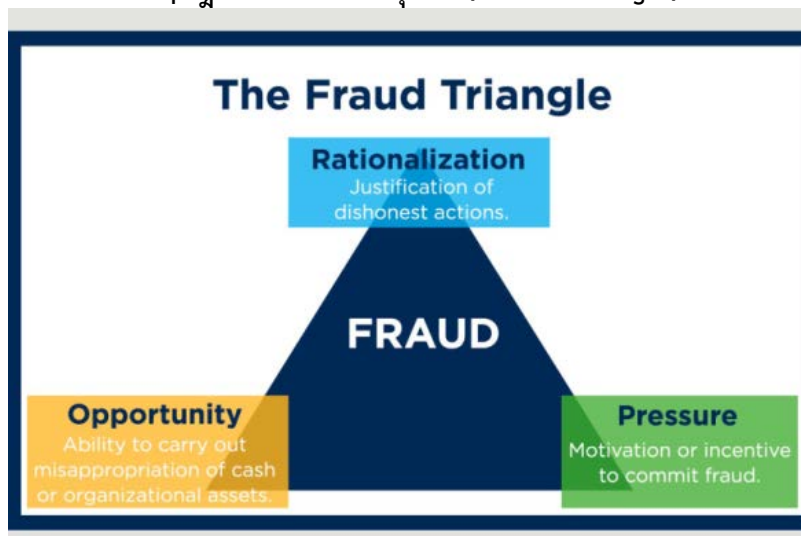 The Fraud Triangle
Rationalization
Justification of
dishonest actions.
FRAUD
Opportunity
Ability to carry out
misappropriation of cash
or organizational assets.
Pressure
Motivation or incentive
to commit fraud.